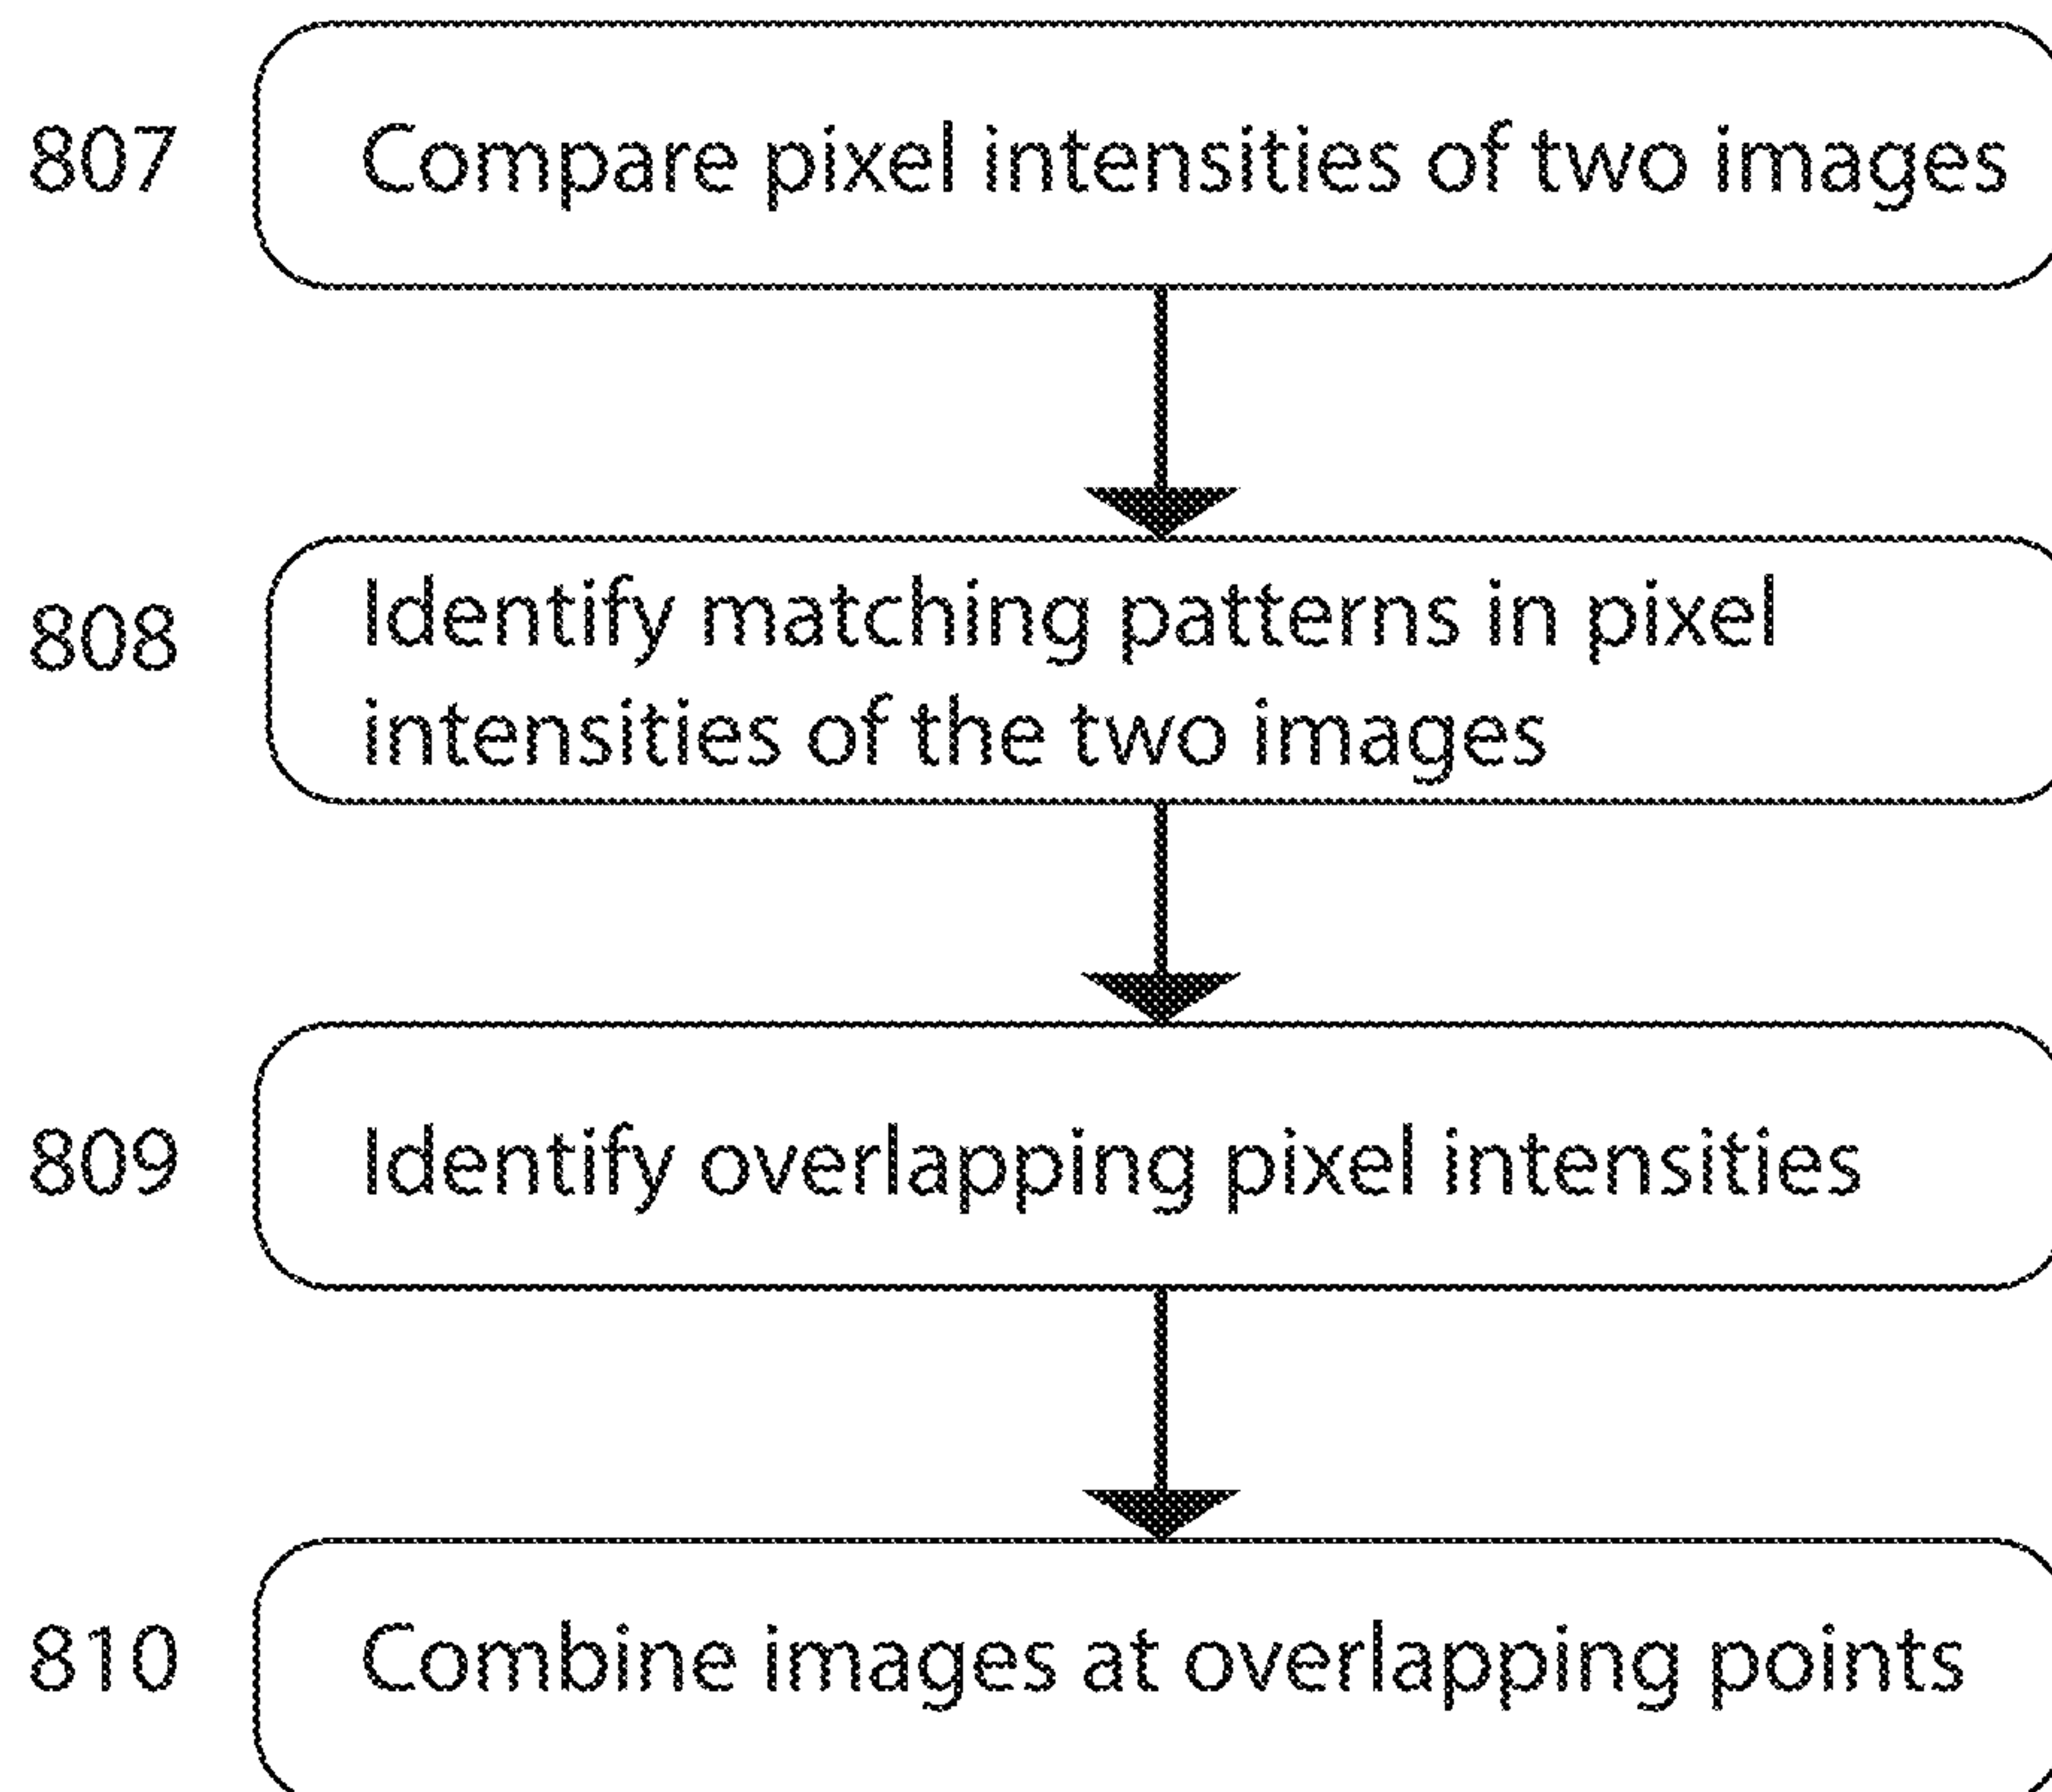 807 Compare pixel intensities of two images
808 Identify matching patterns in pixel
intensities of the two images
809 Identify overlapping pixel intensities
810 Combine images at overlapping points